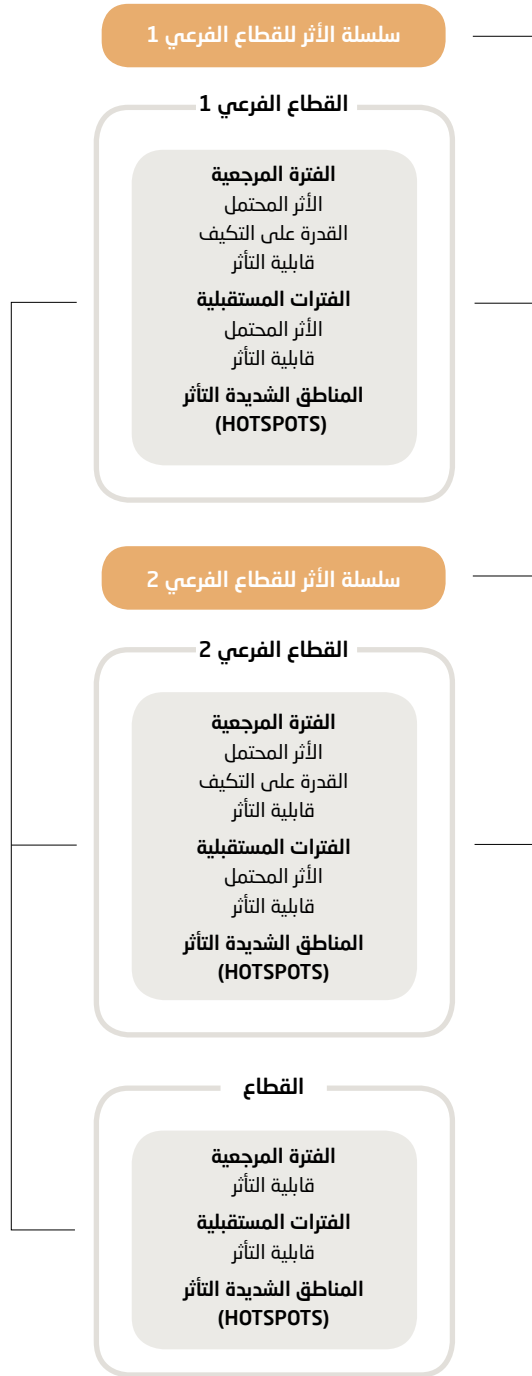 سلسلة الأثر للقطاع الفرعي 1
القطاع الفرعي 1
الفترة المرجعية
الأثر المحتمل
القدرة على التكيف
قابلية التأثر
الفترات المستقبلية
الأثر المحتمل
قابلية التأثر
المناطق الشديدة التأثر
(HOTSPOTS)
سلسلة الأثر للقطاع الفرعي 2
القطاع الفرعي 2
الفترة المرجعية
الأثر المحتمل
القدرة على التكيف
قابلية التأثر
الفترات المستقبلية
الأثر المحتمل
قابلية التأثر
المناطق الشديدة التأثر
(HOTSPOTS)
القطاع
الفترة المرجعية
قابلية التأثر
الفترات المستقبلية
قابلية التأثر
المناطق الشديدة التأثر
(HOTSPOTS)